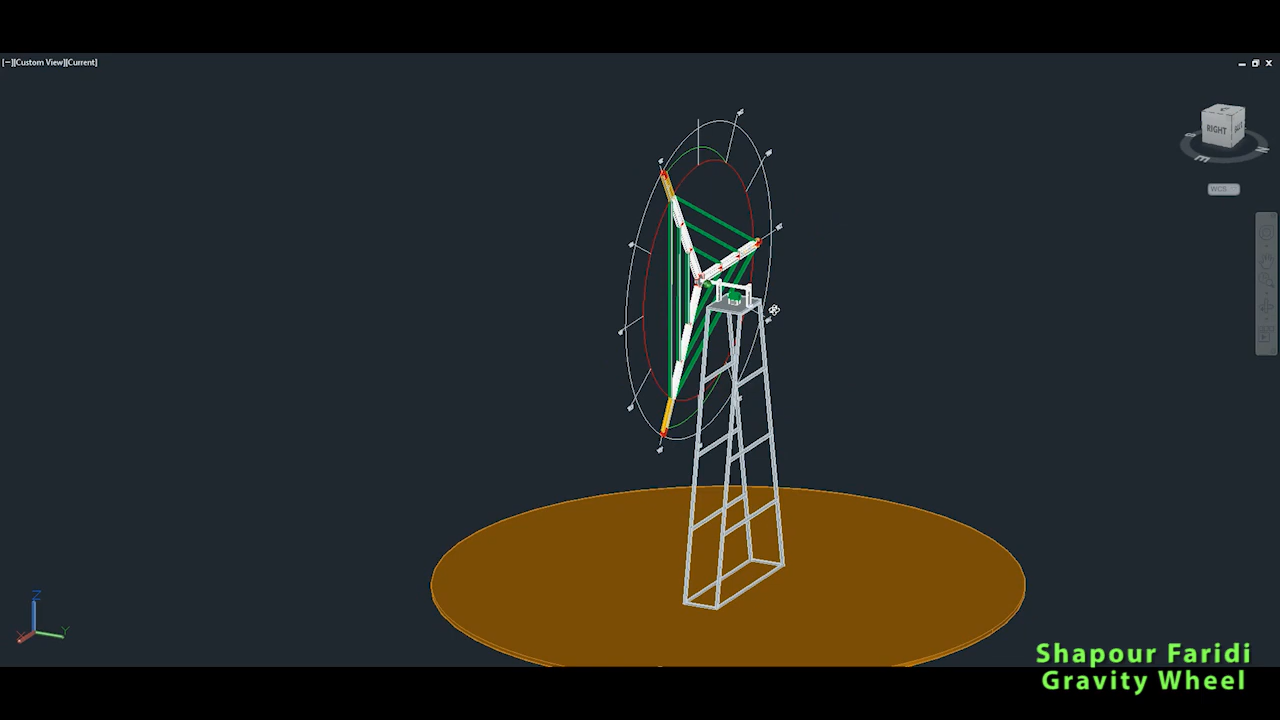 [−][Custom View][Current]
RIGHT
WCS
Z
Y
Shapour Faridi
Gravity Wheel